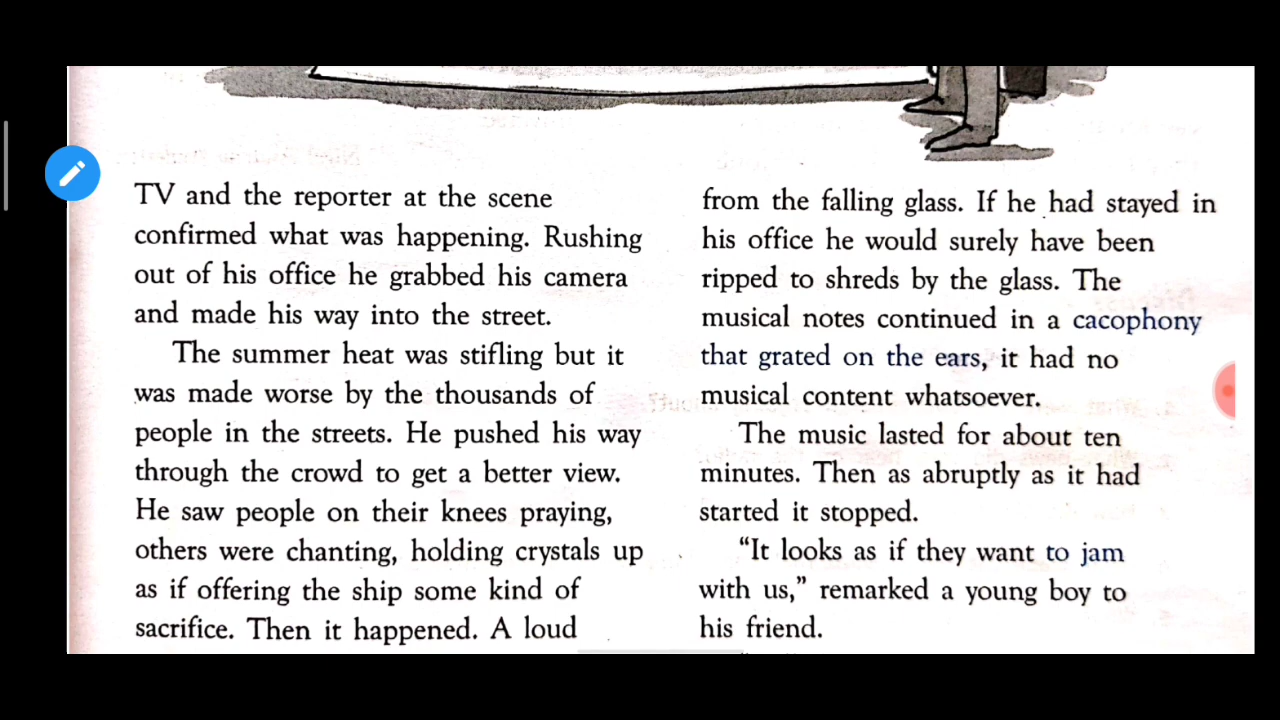 TV and the reporter at the scene
confirmed what was happening. Rushing
out of his office he grabbed his camera
and made his way into the street.
The summer heat was stifling but it
was made worse by the thousands of
people in the streets. He pushed his way
through the crowd to get a better view.
He saw people on their knees praying,
others were chanting, holding crystals up
as if offering the ship some kind of
sacrifice. Then it happened. A loud
from the falling glass. If he had stayed in
his office he would surely have been
ripped to shreds by the glass. The
musical notes continued in a cacophony
that grated on the ears, it had no
musical content whatsoever.
The music lasted for about ten
minutes. Then as abruptly as it had
started it stopped.
“It looks as if they want to jam
with us,” remarked a young boy to
his friend.